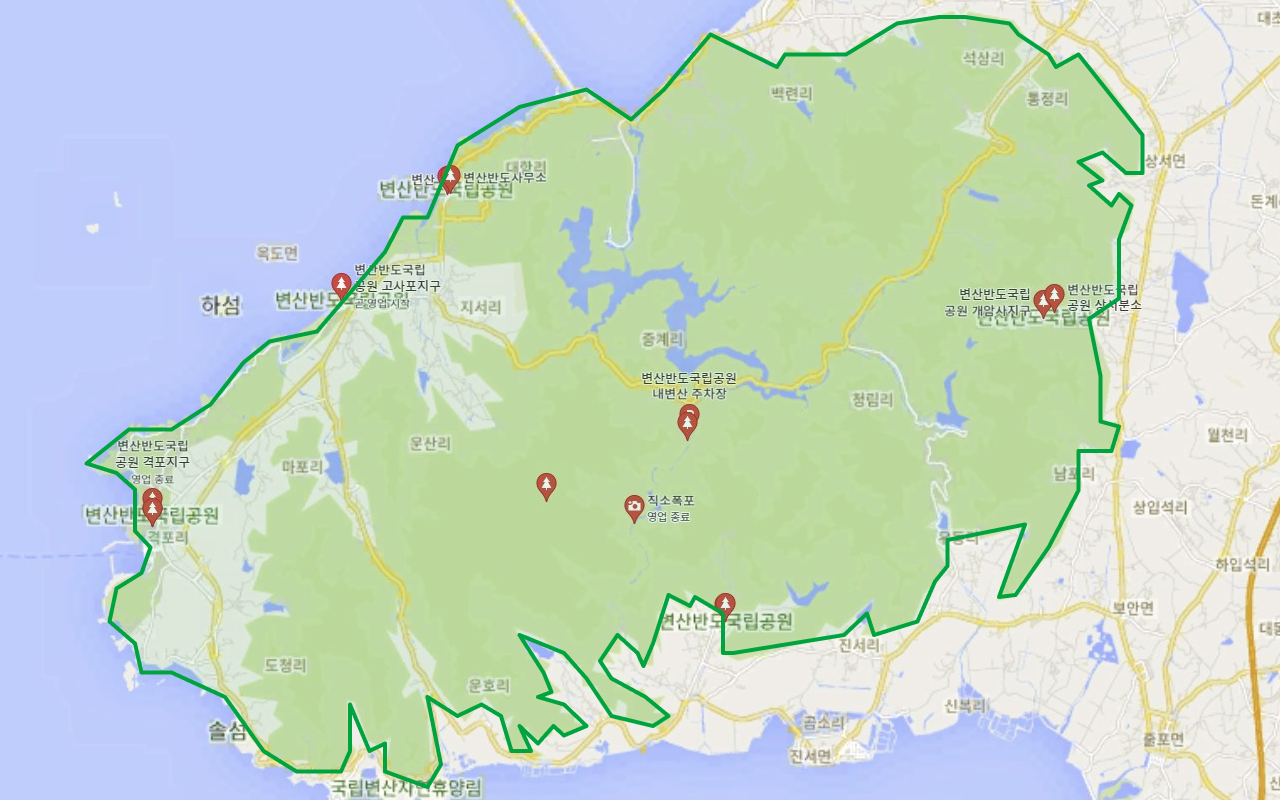 대초
석상리
백련리
통정리
상서면
대항리
변산
변산반도사무소
변산반도국립공원
돈계
옥도면
변산반도국립
공원 고사포지구
곧 영업 시작
변산반도국립공원
하섬
지서리
변산반도국립
공원 개암사지구
변산반도국립
공원 상서분소
변산반도국립공원
중계리
변산반도국립공원
내변산 주차장
청림리
운산리
월천리
변산반도국립
공원 격포지구
영업 종료
마포리
남포리
직소폭포
영업 종료
상입석리
변산반도국립공원
격포리
우동리
하입석리
변산반도국립공원
보안면
진서리
도청리
운호리
신복리
솔섬
곰소리
진서면
줄포면
국립변산자연휴양림